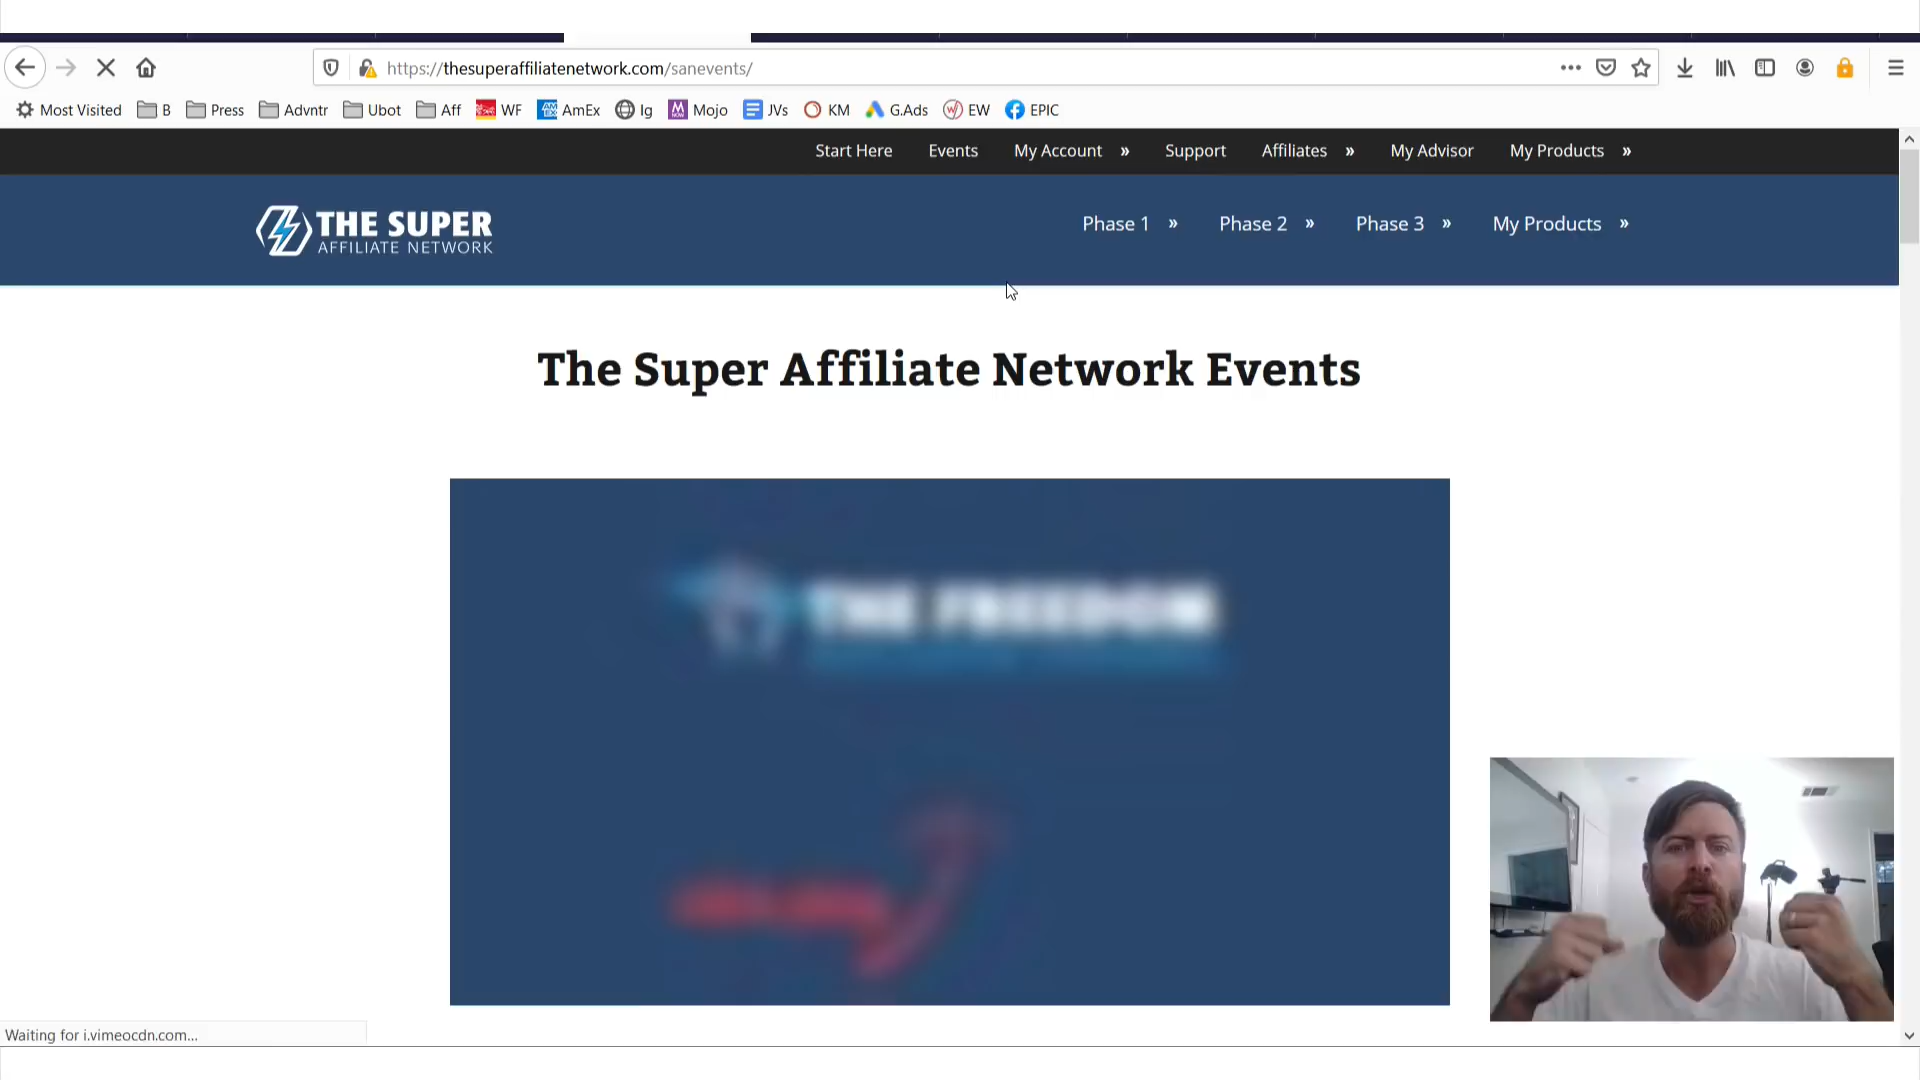 https://thesuperaffiliatenetwork.com/sanevents/
Most Visited B Press Advntr Ubot Aff WF AmEx Ig Mojo JVs KM G.Ads EW EPIC
Start Here Events My Account » Support Affiliates » My Advisor My Products »
THE SUPER
AFFILIATE NETWORK
Phase 1 » Phase 2 » Phase 3 » My Products »
The Super Affiliate Network Events
THE FREEDOM
Waiting for i.vimeocdn.com...